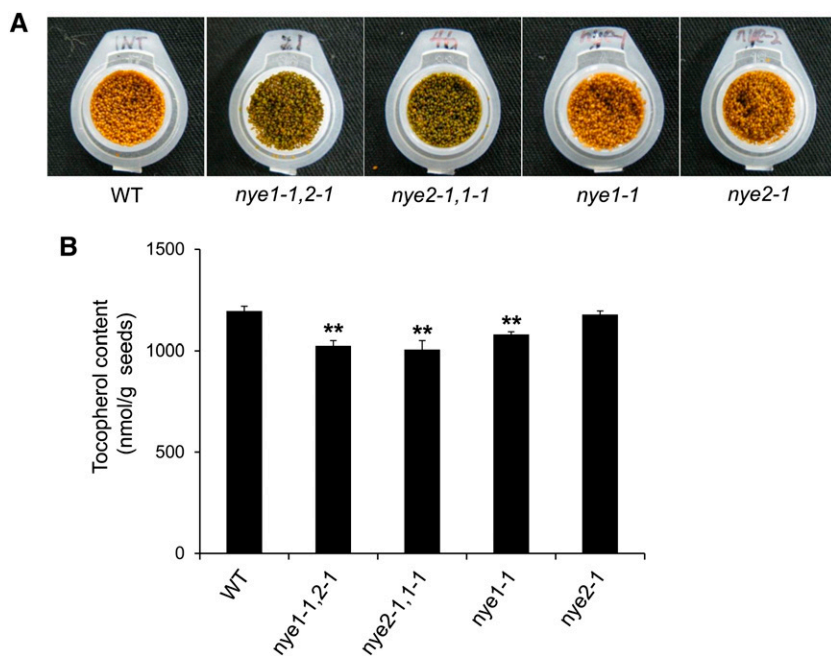 A
WT nye1-1,2-1 nye2-1,1-1 nye1-1 nye2-1
B
Tocopherol content
(nmol/g seeds)
1500
1000
500
0
** ** **
WT nye1-1,2-1 nye2-1,1-1 nye1-1 nye2-1